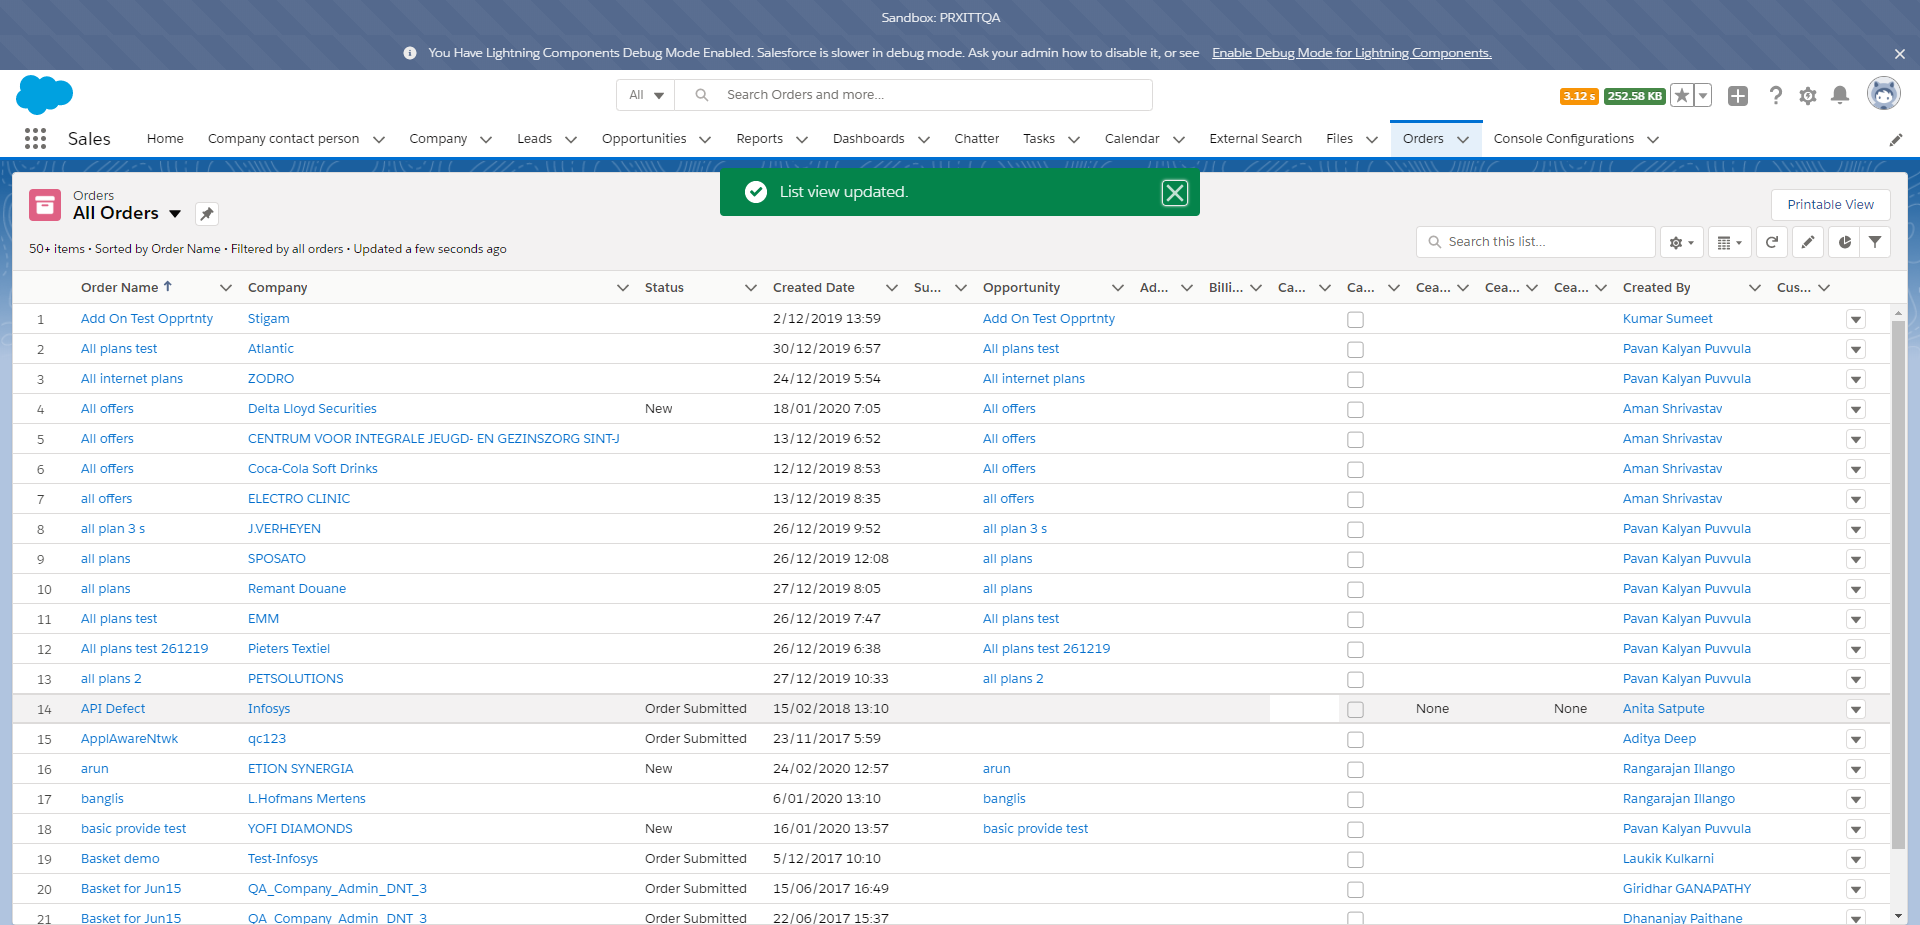 Sandbox: PRXITTQA
You Have Lightning Components Debug Mode Enabled. Salesforce is slower in debug mode. Ask your admin how to disable it, or see Enable Debug Mode for Lightning Components.
All Search Orders and more... 3.12 s 252.58 KB
Sales Home Company contact person Company Leads Opportunities Reports Dashboards Chatter Tasks Calendar External Search Files Orders Console Configurations
List view updated.
Orders
All Orders
Printable View
50+ items • Sorted by Order Name • Filtered by all orders • Updated a few seconds ago
Search this list...
Order Name Company Status Created Date Su... Opportunity Ad... Billi... Ca... Ca... Cea... Cea... Cea... Created By Cus...
1 Add On Test Opprtnty Stigam 2/12/2019 13:59 Add On Test Opprtnty Kumar Sumeet
2 All plans test Atlantic 30/12/2019 6:57 All plans test Pavan Kalyan Puvvula
3 All internet plans ZODRO 24/12/2019 5:54 All internet plans Pavan Kalyan Puvvula
4 All offers Delta Lloyd Securities New 18/01/2020 7:05 All offers Aman Shrivastav
5 All offers CENTRUM VOOR INTEGRALE JEUGD- EN GEZINSZORG SINT-J 13/12/2019 6:52 All offers Aman Shrivastav
6 All offers Coca-Cola Soft Drinks 12/12/2019 8:53 All offers Aman Shrivastav
7 all offers ELECTRO CLINIC 13/12/2019 8:35 all offers Aman Shrivastav
8 all plan 3 s J.VERHEYEN 26/12/2019 9:52 all plan 3 s Pavan Kalyan Puvvula
9 all plans SPOSATO 26/12/2019 12:08 all plans Pavan Kalyan Puvvula
10 all plans Remant Douane 27/12/2019 8:05 all plans Pavan Kalyan Puvvula
11 All plans test EMM 26/12/2019 7:47 All plans test Pavan Kalyan Puvvula
12 All plans test 261219 Pieters Textiel 26/12/2019 6:38 All plans test 261219 Pavan Kalyan Puvvula
13 all plans 2 PETSOLUTIONS 27/12/2019 10:33 all plans 2 Pavan Kalyan Puvvula
14 API Defect Infosys Order Submitted 15/02/2018 13:10 None None Anita Satpute
15 ApplAwareNtwk qc123 Order Submitted 23/11/2017 5:59 Aditya Deep
16 arun ETION SYNERGIA New 24/02/2020 12:57 arun Rangarajan Illango
17 banglis L.Hofmans Mertens 6/01/2020 13:10 banglis Rangarajan Illango
18 basic provide test YOFI DIAMONDS New 16/01/2020 13:57 basic provide test Pavan Kalyan Puvvula
19 Basket demo Test-Infosys Order Submitted 5/12/2017 10:10 Laukik Kulkarni
20 Basket for Jun15 QA_Company_Admin_DNT_3 Order Submitted 15/06/2017 16:49 Giridhar GANAPATHY
21 Basket for Jun15 QA_Company_Admin_DNT_3 Order Submitted 22/06/2017 15:37 Dhananjay Paithane